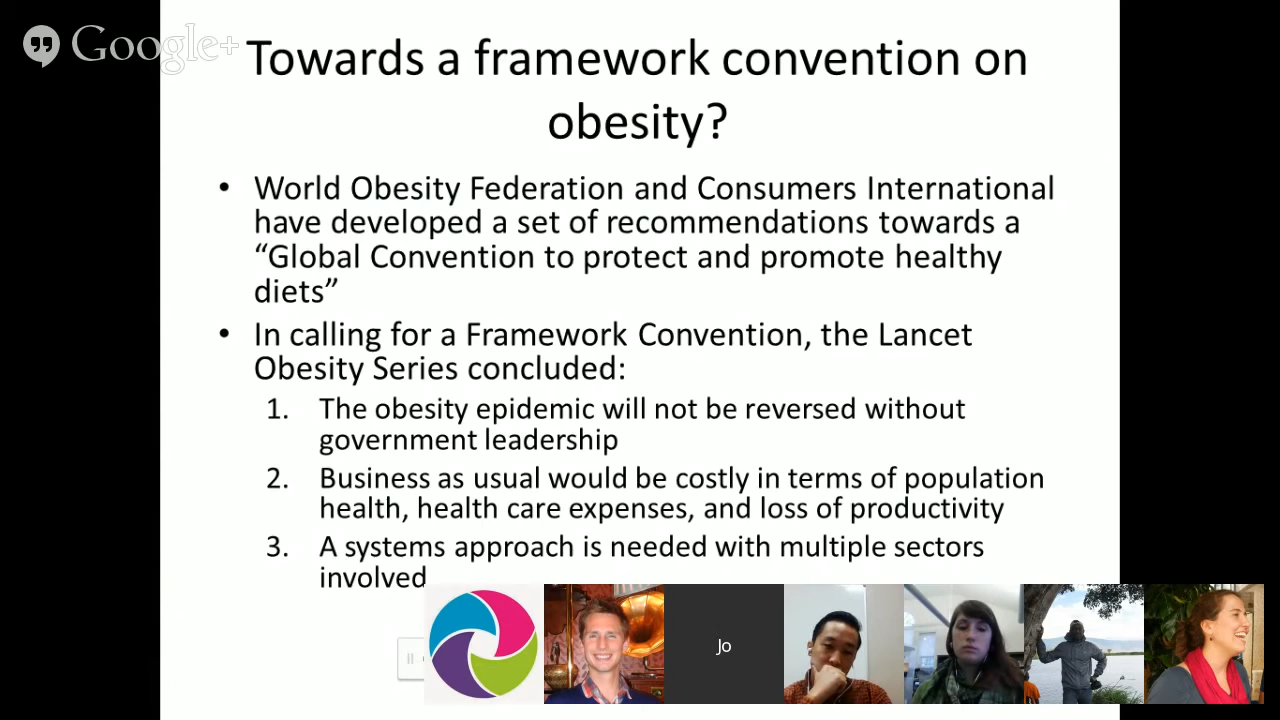 Google+
Towards a framework convention on
obesity?
• World Obesity Federation and Consumers International
have developed a set of recommendations towards a
“Global Convention to protect and promote healthy
diets”
• In calling for a Framework Convention, the Lancet
Obesity Series concluded:
1. The obesity epidemic will not be reversed without
government leadership
2. Business as usual would be costly in terms of population
health, health care expenses, and loss of productivity
3. A systems approach is needed with multiple sectors
involved
Jo